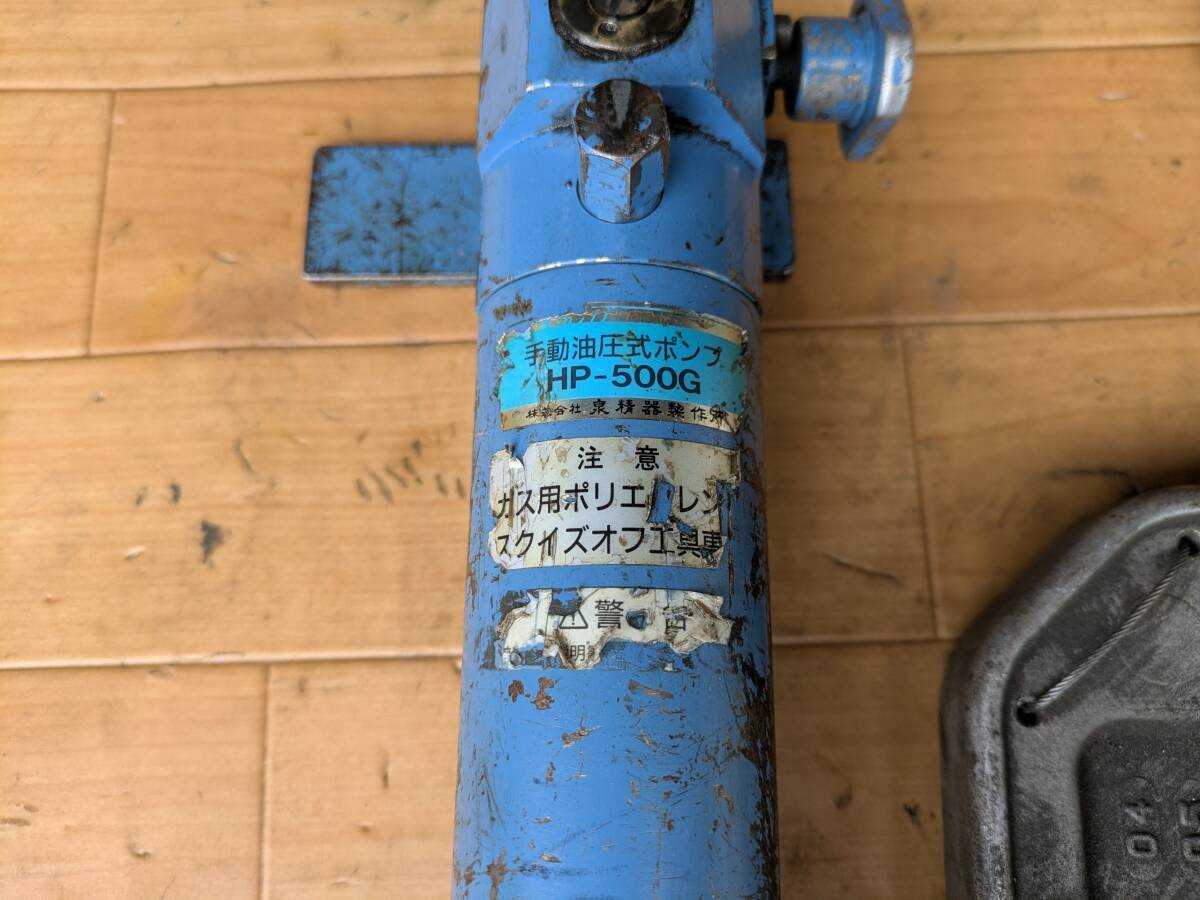 手動油圧式ポンプ
HP-500G
株式会社 泉精器製作所
注 意
ガス用ポリエ レン
スクイズオフ工具専
⚠警 告
明
04